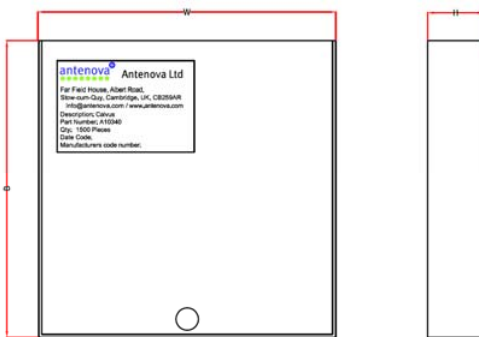 W
H
D
antenova
Antenova Ltd
Far Field House, Albert Road,
Stow-cum-Quy, Cambridge, UK, CB259AR
info@antenova.com / www.antenova.com
Description; Calvus
Part Number; A10340
Qty; 1500 Pieces
Date Code;
Manufacturers code number;